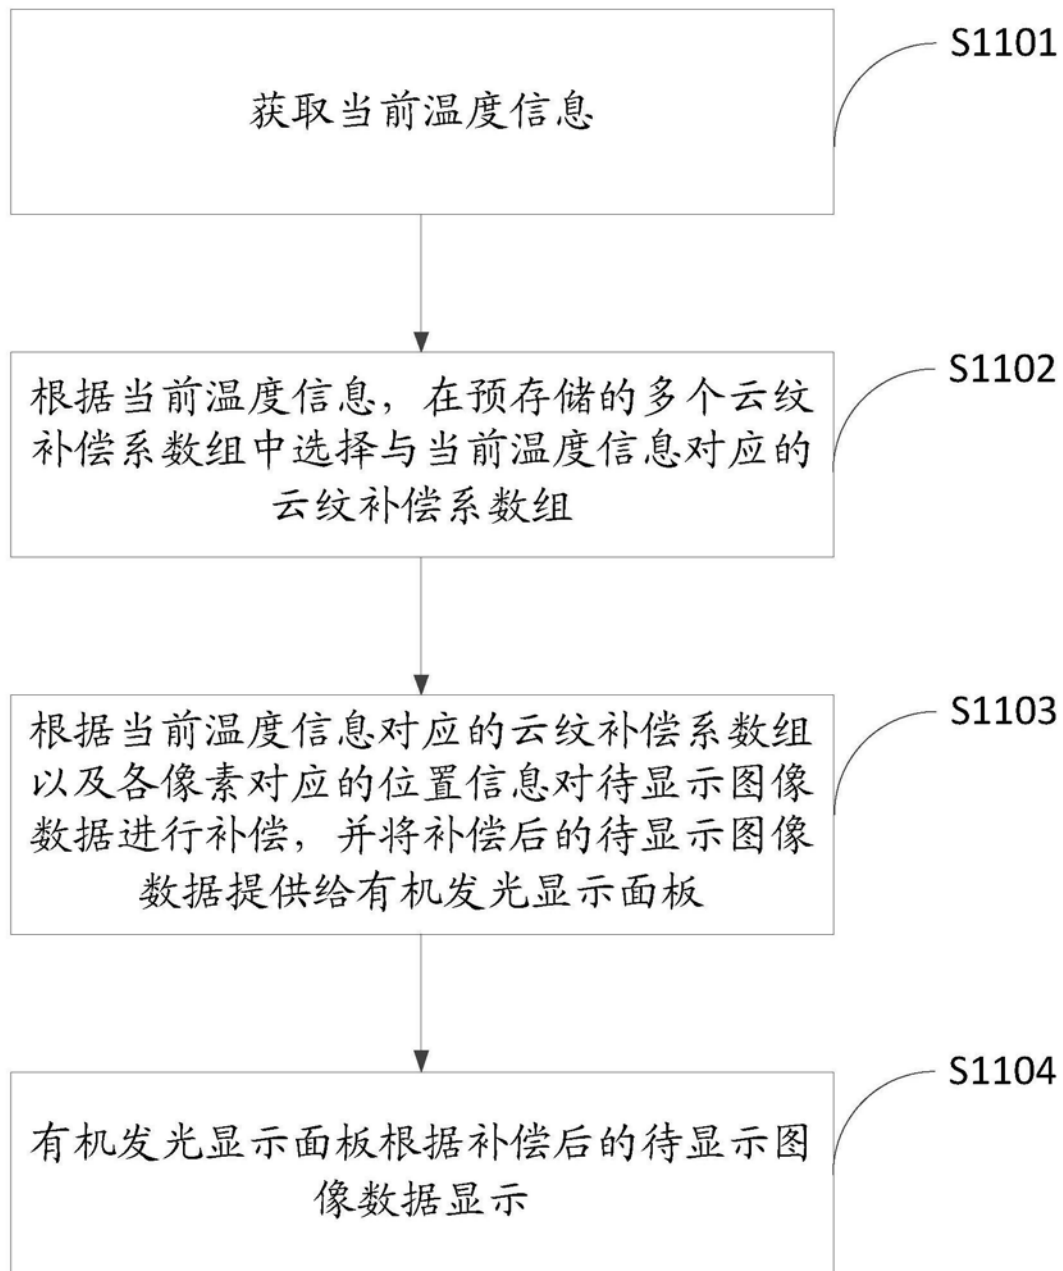 获取当前温度信息
S1101
根据当前温度信息，在预存储的多个云纹
补偿系数组中选择与当前温度信息对应的
云纹补偿系数组
S1102
根据当前温度信息对应的云纹补偿系数组
以及各像素对应的位置信息对待显示图像
数据进行补偿，并将补偿后的待显示图像
数据提供给有机发光显示面板
S1103
有机发光显示面板根据补偿后的待显示图
像数据显示
S1104